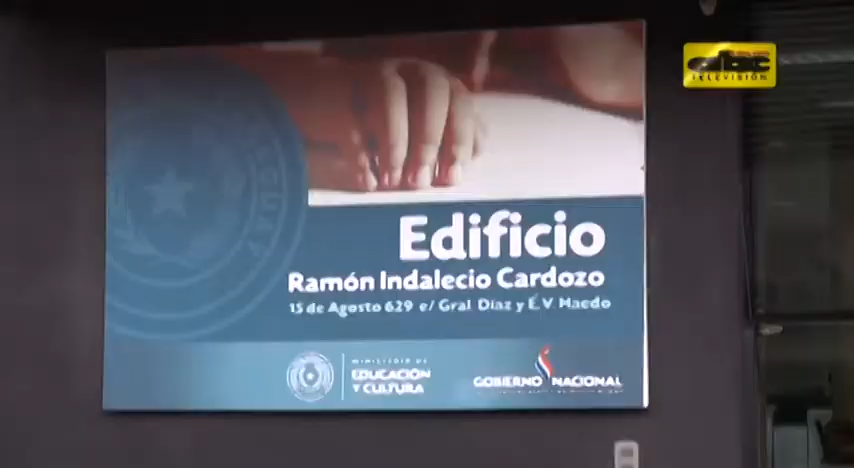 abc
TELEVISIÓN
Edificio
Ramón Indalecio Cardozo
15 de Agosto 629 e/ Gral Díaz y E.V. Haedo
MINISTERIO DE
EDUCACIÓN
Y CULTURA
GOBIERNO NACIONAL